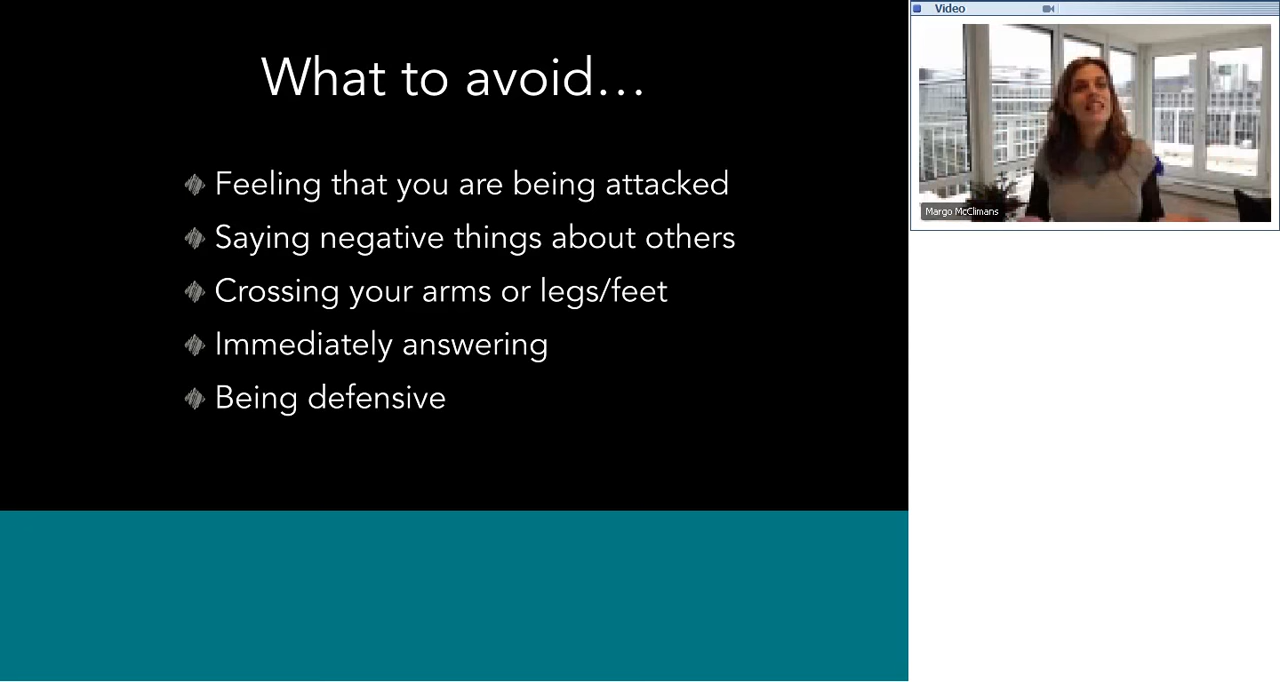 What to avoid...
Feeling that you are being attacked
Saying negative things about others
Crossing your arms or legs/feet
Immediately answering
Being defensive
Video
Margo McClimans